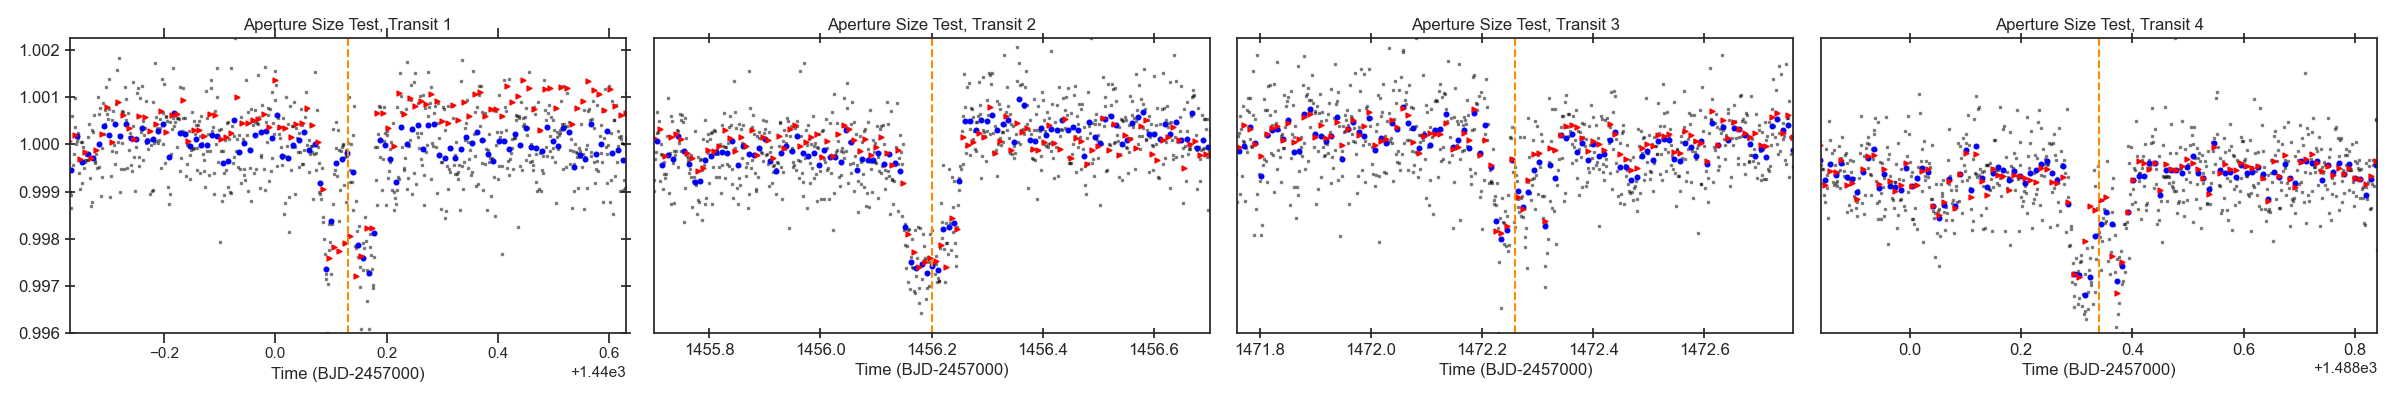 Aperture Size Test, Transit 1
Aperture Size Test, Transit 2
Aperture Size Test, Transit 3
Aperture Size Test, Transit 4
1.002
1.001
1.000
0.999
0.998
0.997
0.996
−0.2 0.0 0.2 0.4 0.6
+1.44e3
Time (BJD-2457000)
1455.8 1456.0 1456.2 1456.4 1456.6
Time (BJD-2457000)
1471.8 1472.0 1472.2 1472.4 1472.6
Time (BJD-2457000)
0.0 0.2 0.4 0.6 0.8
+1.488e3
Time (BJD-2457000)